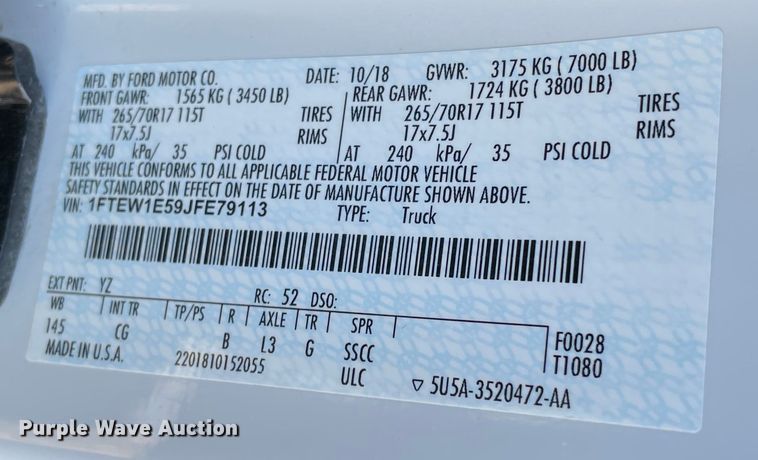 MFD. BY FORD MOTOR CO. DATE: 10/18 GVWR: 3175 KG ( 7000 LB)
FRONT GAWR: 1565 KG ( 3450 LB) REAR GAWR: 1724 KG ( 3800 LB)
WITH 265/70R17 115T TIRES WITH 265/70R17 115T TIRES
17x7.5J RIMS 17x7.5J RIMS
AT 240 kPa/ 35 PSI COLD AT 240 kPa/ 35 PSI COLD
THIS VEHICLE CONFORMS TO ALL APPLICABLE FEDERAL MOTOR VEHICLE
SAFETY STANDARDS IN EFFECT ON THE DATE OF MANUFACTURE SHOWN ABOVE.
VIN: 1FTEW1E59JFE79113 TYPE: Truck
EXT PNT: YZ RC: 52 DSO:
WB INT TR TP/PS R AXLE TR SPR
145 CG B L3 G SSCC F0028
MADE IN U.S.A. 2201810152055 ULC T1080
▽ 5U5A-3520472-AA
Purple Wave Auction